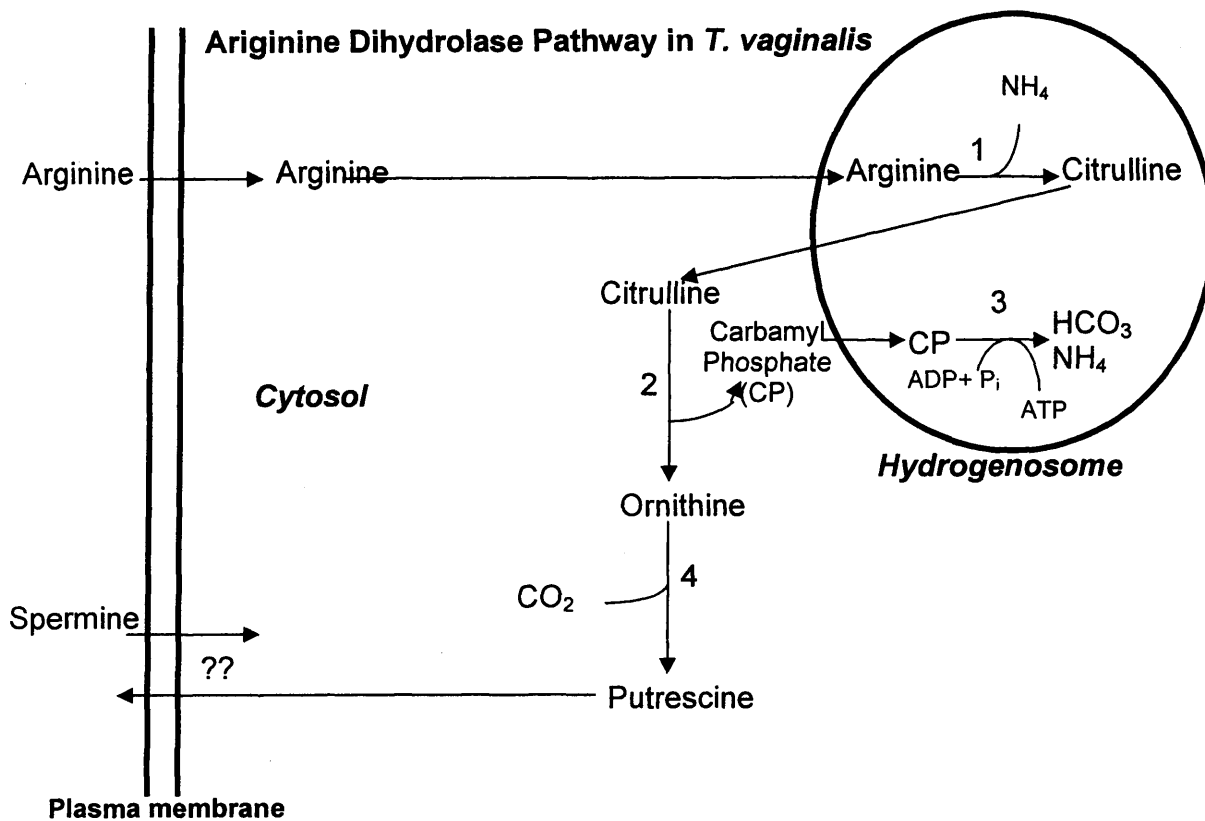 Ariginine Dihydrolase Pathway in T. vaginalis
NH₄
1
Arginine
Arginine
Arginine
Citrulline
Citrulline
Carbamyl
Phosphate
(CP)
2
CP
3
HCO₃
NH₄
ADP+ Pᵢ
ATP
Cytosol
Hydrogenosome
Ornithine
4
CO₂
Spermine
??
Putrescine
Plasma membrane